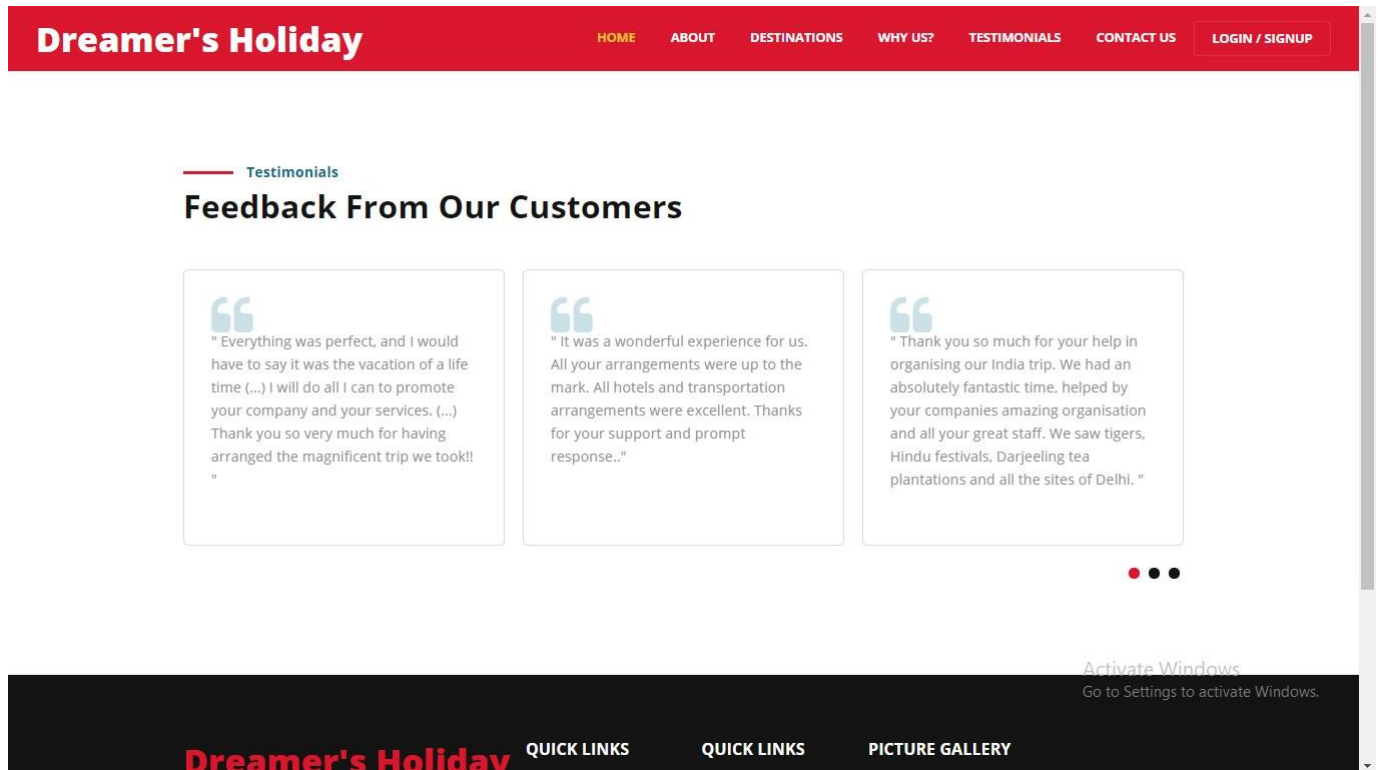 Dreamer's Holiday
HOME ABOUT DESTINATIONS WHY US? TESTIMONIALS CONTACT US LOGIN / SIGNUP
Testimonials
Feedback From Our Customers
" Everything was perfect, and I would
have to say it was the vacation of a life
time (...) I will do all I can to promote
your company and your services. (...)
Thank you so very much for having
arranged the magnificent trip we took!!
"
" It was a wonderful experience for us.
All your arrangements were up to the
mark. All hotels and transportation
arrangements were excellent. Thanks
for your support and prompt
response.."
" Thank you so much for your help in
organising our India trip. We had an
absolutely fantastic time, helped by
your companies amazing organisation
and all your great staff. We saw tigers,
Hindu festivals, Darjeeling tea
plantations and all the sites of Delhi. "
Activate Windows
Go to Settings to activate Windows.
Dreamer's Holiday
QUICK LINKS QUICK LINKS PICTURE GALLERY